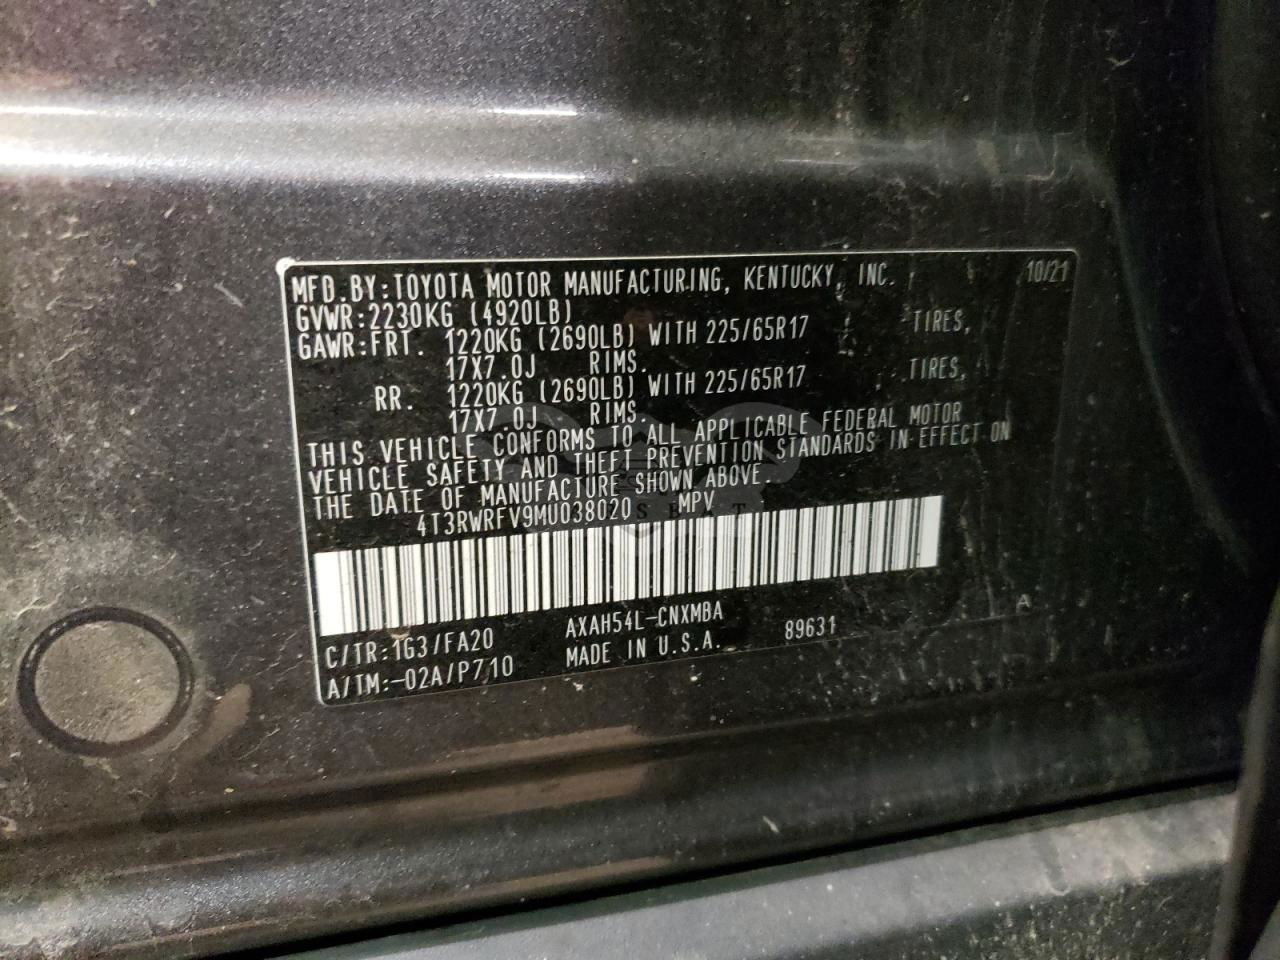 MFD.BY:TOYOTA MOTOR MANUFACTURING, KENTUCKY, INC. 10/21
GVWR:2230KG (4920LB)
GAWR:FRT. 1220KG (2690LB) WITH 225/65R17 TIRES,
17X7.0J RIMS.
RR. 1220KG (2690LB) WITH 225/65R17 TIRES,
17X7.0J RIMS.
THIS VEHICLE CONFORMS TO ALL APPLICABLE FEDERAL MOTOR
VEHICLE SAFETY AND THEFT PREVENTION STANDARDS IN EFFECT ON
THE DATE OF MANUFACTURE SHOWN ABOVE.
4T3RWRFV9MU038020 MPV
C/TR:1G3/FA20 AXAH54L-CNXMBA A
A/TM:-02A/P710 MADE IN U.S.A. 89631